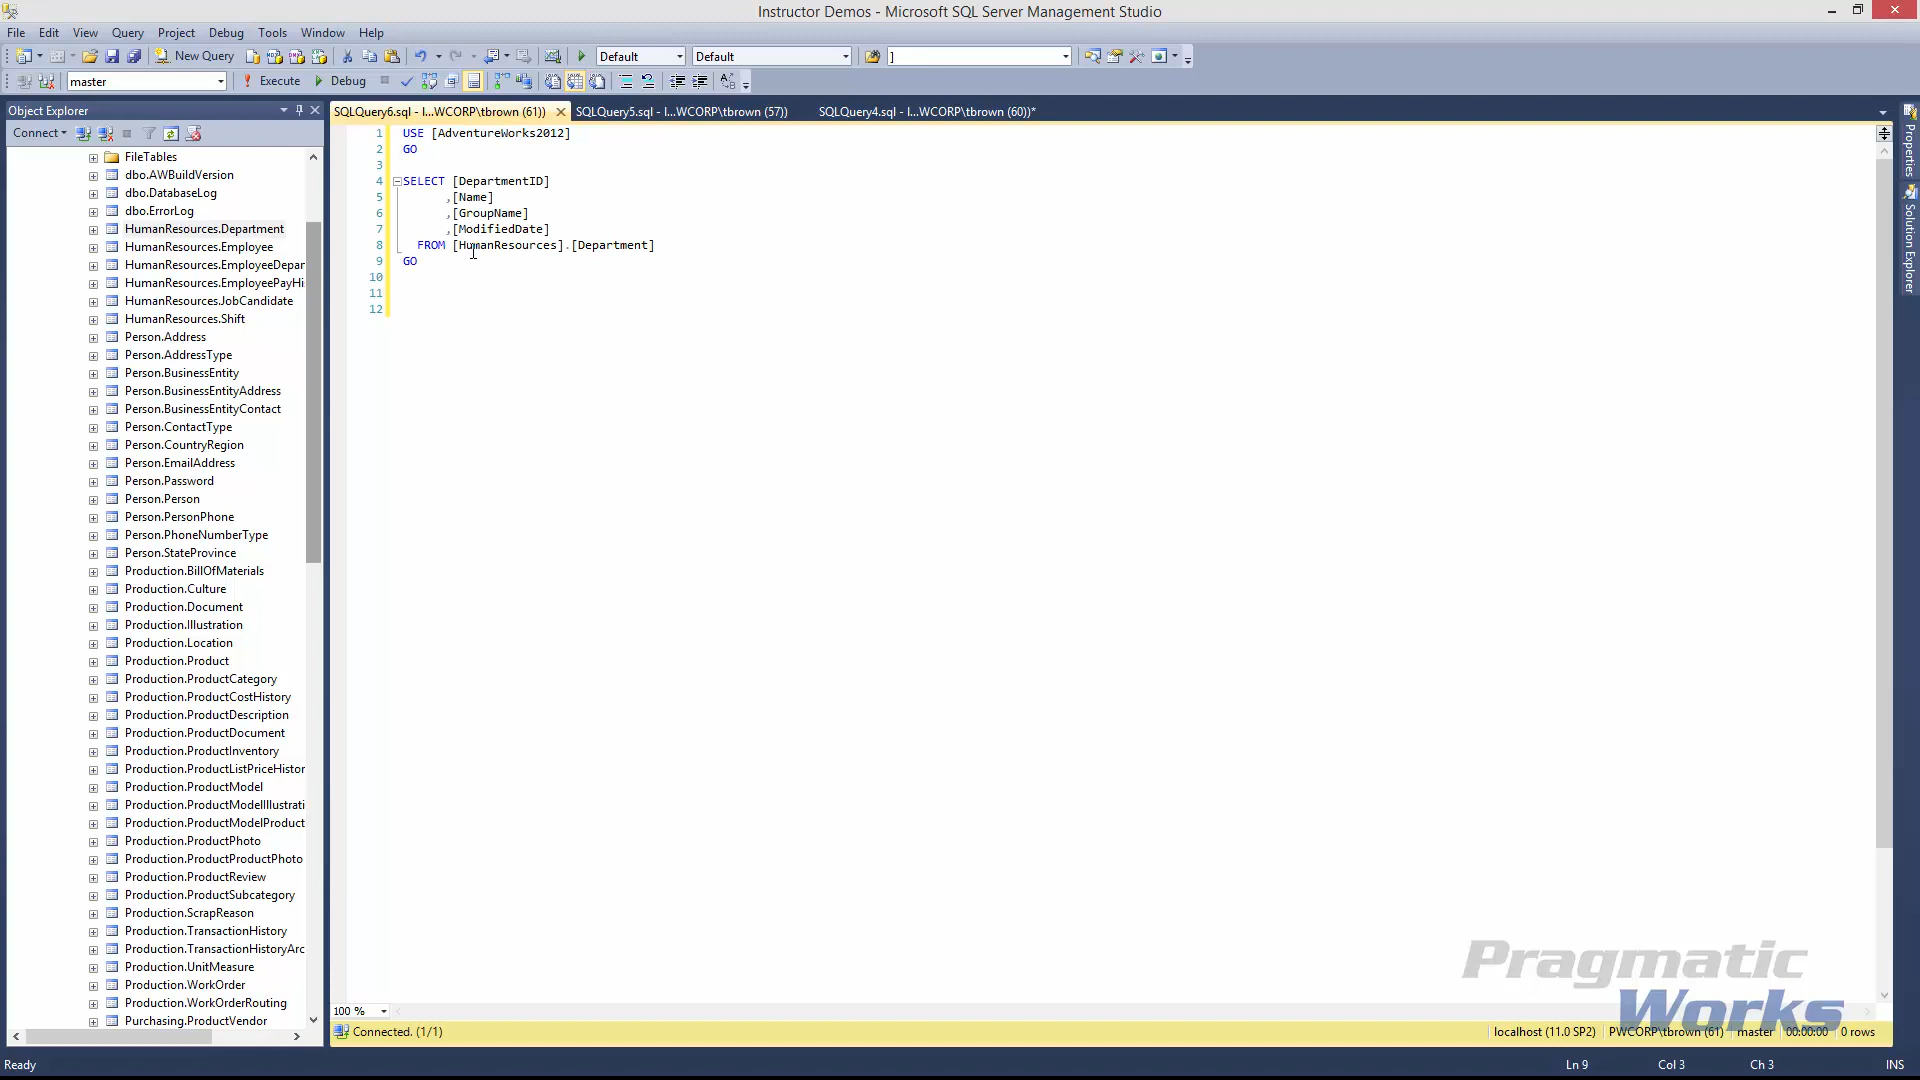 Instructor Demos - Microsoft SQL Server Management Studio
File Edit View Query Project Debug Tools Window Help
New Query Default Default ]
master Execute Debug
Object Explorer
Connect
FileTables
dbo.AWBuildVersion
dbo.DatabaseLog
dbo.ErrorLog
HumanResources.Department
HumanResources.Employee
HumanResources.EmployeeDepar
HumanResources.EmployeePayHi
HumanResources.JobCandidate
HumanResources.Shift
Person.Address
Person.AddressType
Person.BusinessEntity
Person.BusinessEntityAddress
Person.BusinessEntityContact
Person.ContactType
Person.CountryRegion
Person.EmailAddress
Person.Password
Person.Person
Person.PersonPhone
Person.PhoneNumberType
Person.StateProvince
Production.BillOfMaterials
Production.Culture
Production.Document
Production.Illustration
Production.Location
Production.Product
Production.ProductCategory
Production.ProductCostHistory
Production.ProductDescription
Production.ProductDocument
Production.ProductInventory
Production.ProductListPriceHistor
Production.ProductModel
Production.ProductModelIllustrati
Production.ProductModelProduct
Production.ProductPhoto
Production.ProductProductPhoto
Production.ProductReview
Production.ProductSubcategory
Production.ScrapReason
Production.TransactionHistory
Production.TransactionHistoryArc
Production.UnitMeasure
Production.WorkOrder
Production.WorkOrderRouting
Purchasing.ProductVendor
SQLQuery6.sql - l...WCORP\tbrown (61)) SQLQuery5.sql - l...WCORP\tbrown (57)) SQLQuery4.sql - l...WCORP\tbrown (60))*
1 USE [AdventureWorks2012]
2 GO
3
4 SELECT [DepartmentID]
5 ,[Name]
6 ,[GroupName]
7 ,[ModifiedDate]
8 FROM [HumanResources].[Department]
9 GO
10
11
12
Properties
Solution Explorer
Pragmatic
Works
100 %
Connected. (1/1) localhost (11.0 SP2) PWCORP\tbrown (61) master 00:00:00 0 rows
Ready Ln 9 Col 3 Ch 3 INS